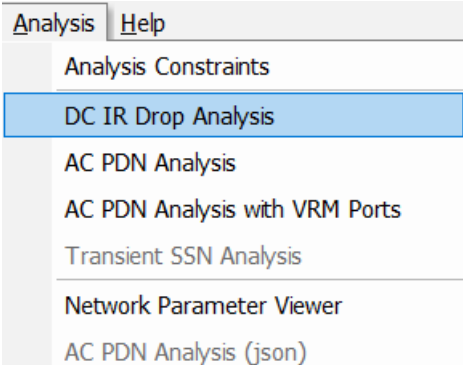 Analysis Help
Analysis Constraints
DC IR Drop Analysis
AC PDN Analysis
AC PDN Analysis with VRM Ports
Transient SSN Analysis
Network Parameter Viewer
AC PDN Analysis (json)